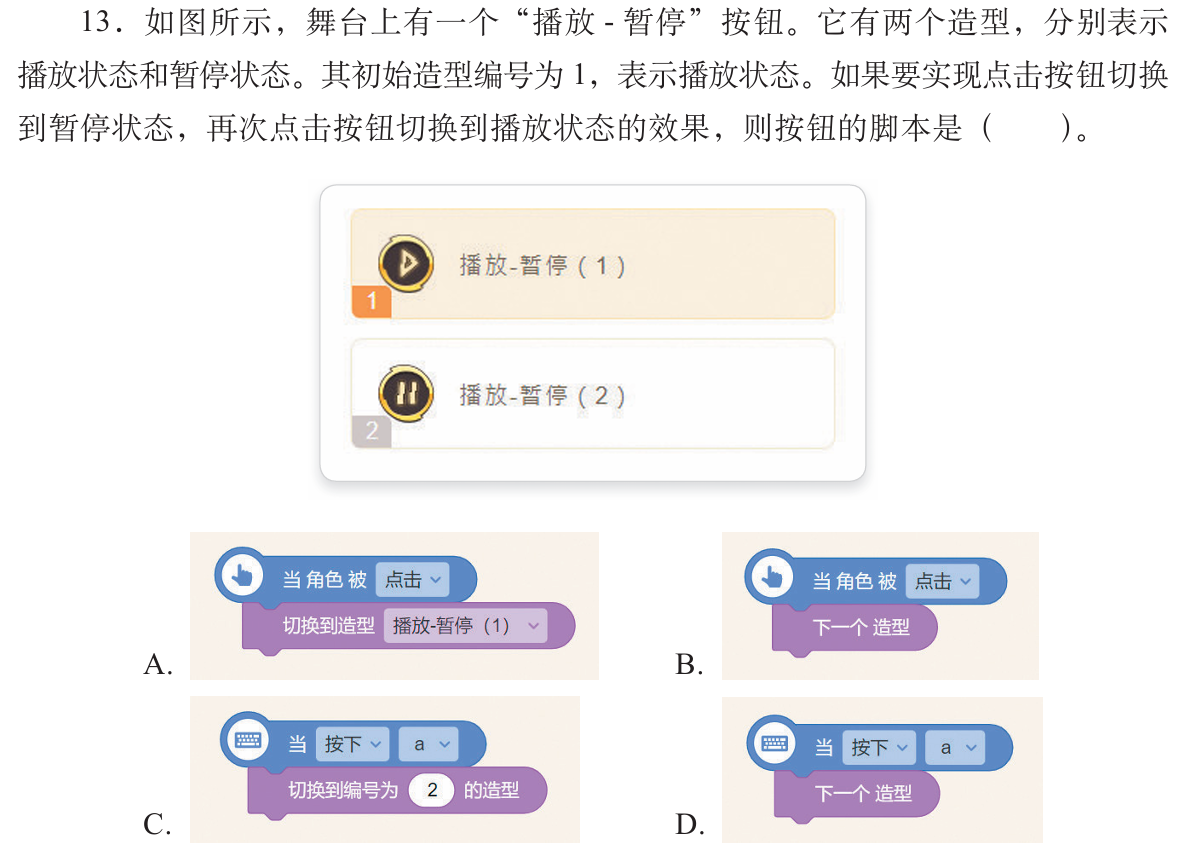 13．如图所示，舞台上有一个“播放 - 暂停”按钮。它有两个造型，分别表示
播放状态和暂停状态。其初始造型编号为 1，表示播放状态。如果要实现点击按钮切换
到暂停状态，再次点击按钮切换到播放状态的效果，则按钮的脚本是（　　）。
播放-暂停（1）
1
播放-暂停（2）
2
A.
当 角色 被 点击
切换到造型 播放-暂停（1）
B.
当 角色 被 点击
下一个 造型
C.
当 按下 a
切换到编号为 2 的造型
D.
当 按下 a
下一个 造型